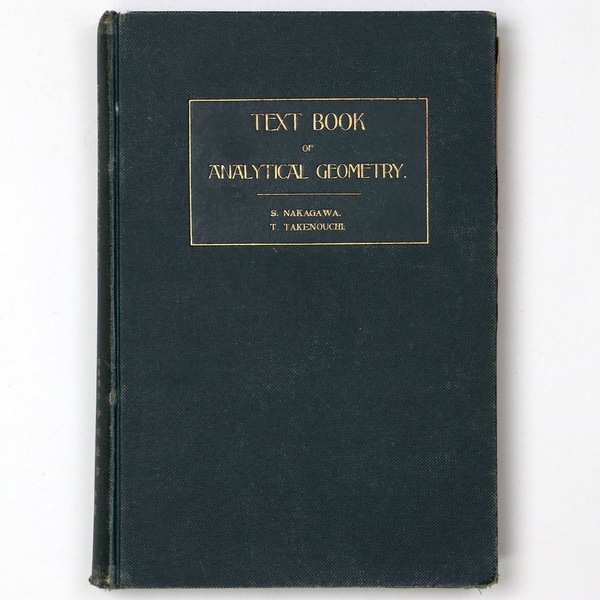 TEXT BOOK
OF
ANALYTICAL GEOMETRY.
S. NAKAGAWA.
T. TAKENOUCHI.